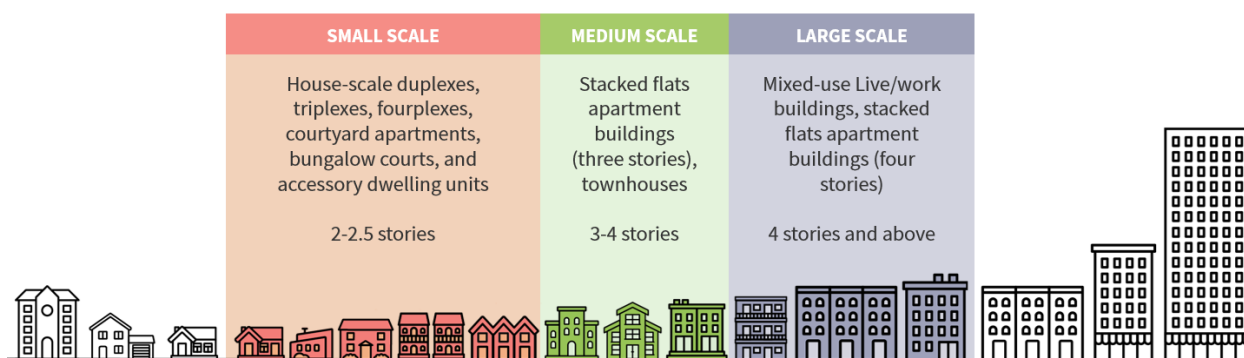 SMALL SCALE
House-scale duplexes,
triplexes, fourplexes,
courtyard apartments,
bungalow courts, and
accessory dwelling units
2-2.5 stories
MEDIUM SCALE
Stacked flats
apartment
buildings
(three stories),
townhouses
3-4 stories
LARGE SCALE
Mixed-use Live/work
buildings, stacked
flats apartment
buildings (four
stories)
4 stories and above